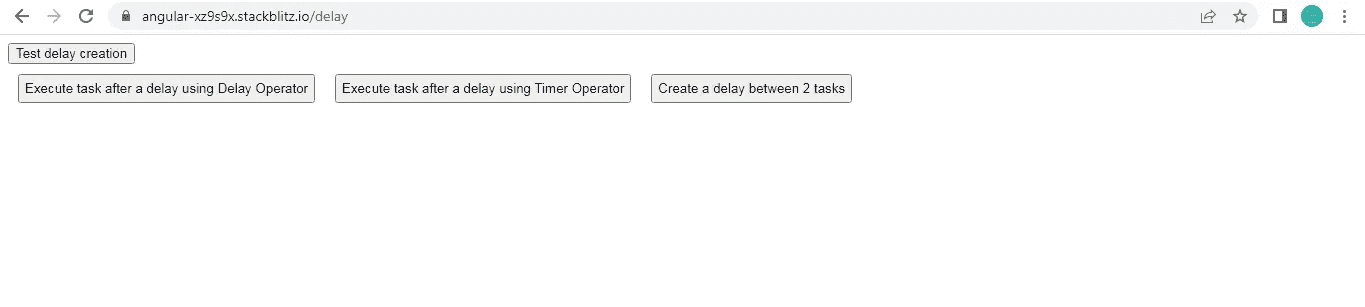 angular-xz9s9x.stackblitz.io/delay
Test delay creation
Execute task after a delay using Delay Operator Execute task after a delay using Timer Operator Create a delay between 2 tasks